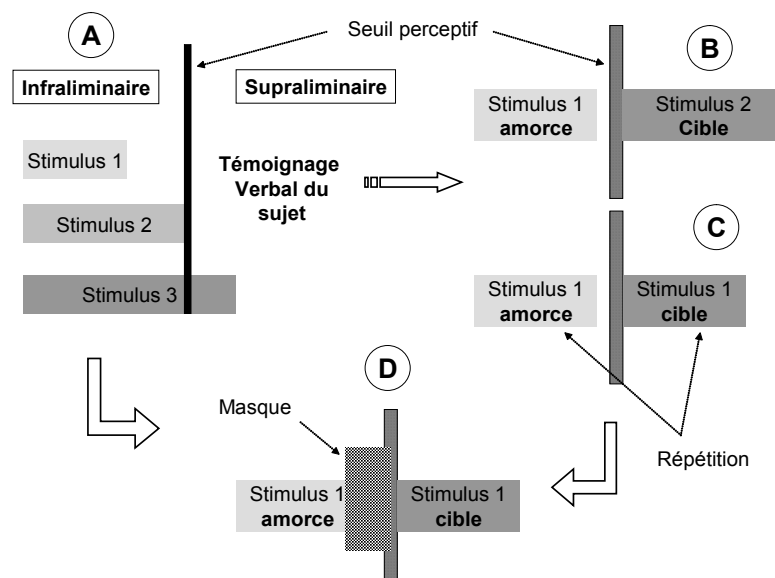 A
Seuil perceptif
B
Infraliminaire
Supraliminaire
Stimulus 1
amorce
Stimulus 2
Cible
Stimulus 1
Témoignage
Verbal du
sujet
Stimulus 2
C
Stimulus 3
Stimulus 1
amorce
Stimulus 1
cible
D
Masque
Répétition
Stimulus 1
amorce
Stimulus 1
cible